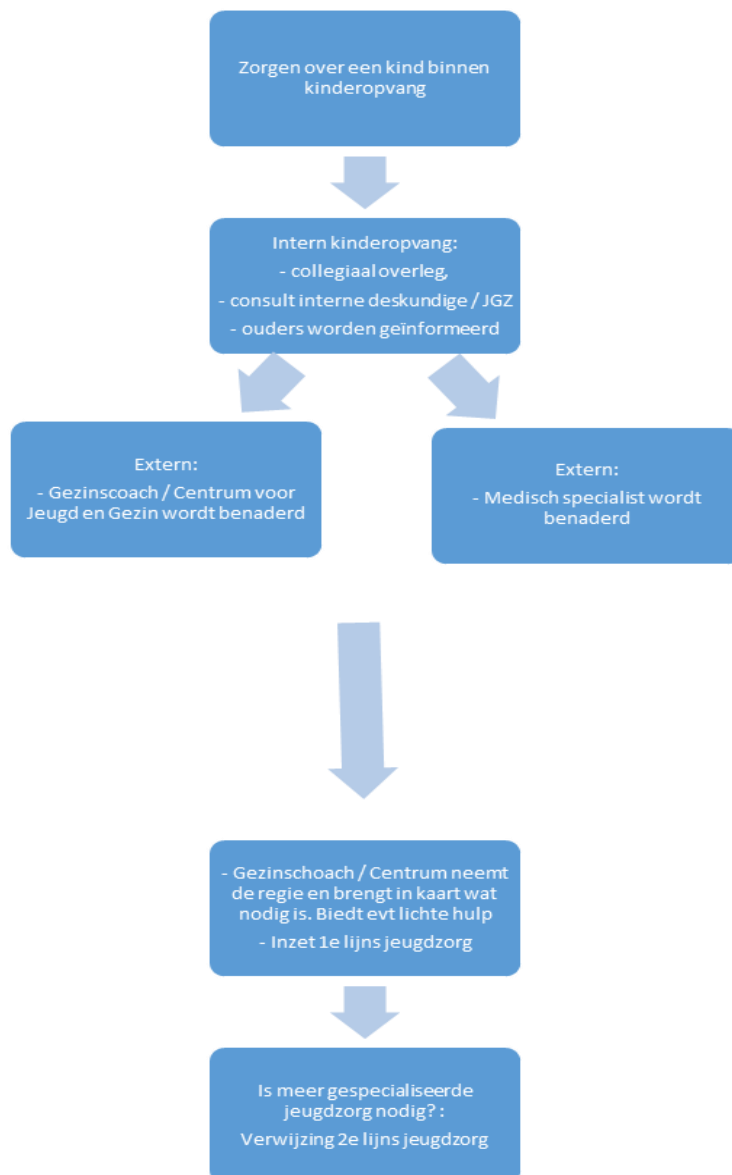 Zorgen over een kind binnen
kinderopvang
Intern kinderopvang:
- collegiaal overleg,
- consult interne deskundige / JGZ
- ouders worden geïnformeerd
Extern:
- Gezinscoach / Centrum voor
Jeugd en Gezin wordt benaderd
Extern:
- Medisch specialist wordt
benaderd
- Gezinschoach / Centrum neemt
de regie en brengt in kaart wat
nodig is. Biedt evt lichte hulp
- Inzet 1e lijns jeugdzorg
Is meer gespecialiseerde
jeugdzorg nodig? :
Verwijzing 2e lijns jeugdzorg